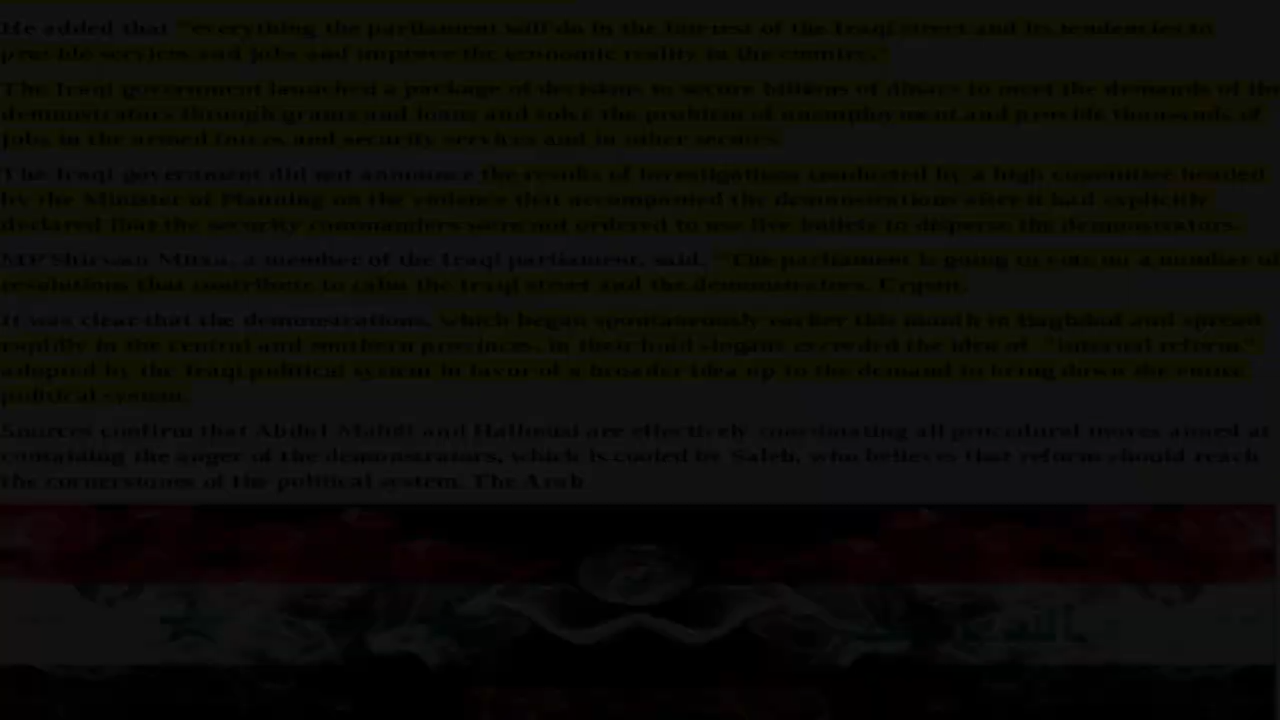 He added that "everything the parliament will do in the interest of the Iraqi street and its tendencies to
provide services and jobs and improve the economic reality in the country."
The Iraqi government launched a package of decisions to secure billions of dinars to meet the demands of the
demonstrators through grants and loans and solve the problem of unemployment and provide thousands of
jobs in the armed forces and security services and in other sectors.
The Iraqi government did not announce the results of investigations conducted by a high committee headed
by the Minister of Planning on the violence that accompanied the demonstrations after it had explicitly
declared that the security commanders were not ordered to use live bullets to disperse the demonstrators.
MP Shirwan Mirza, a member of the Iraqi parliament, said, "The parliament is going to vote on a number of
resolutions that contribute to calm the Iraqi street and the demonstrators. Urgent.
It was clear that the demonstrations, which began spontaneously earlier this month in Baghdad and spread
rapidly in the central and southern provinces, in their bold slogans exceeded the idea of "internal reform"
adopted by the Iraqi political system in favor of a broader idea up to the demand to bring down the entire
political system.
Sources confirm that Abdul Mahdi and Halbousi are effectively coordinating all procedural moves aimed at
containing the anger of the demonstrators, which is cooled by Saleh, who believes that reform should reach
the cornerstones of the political system. The Arab
الله